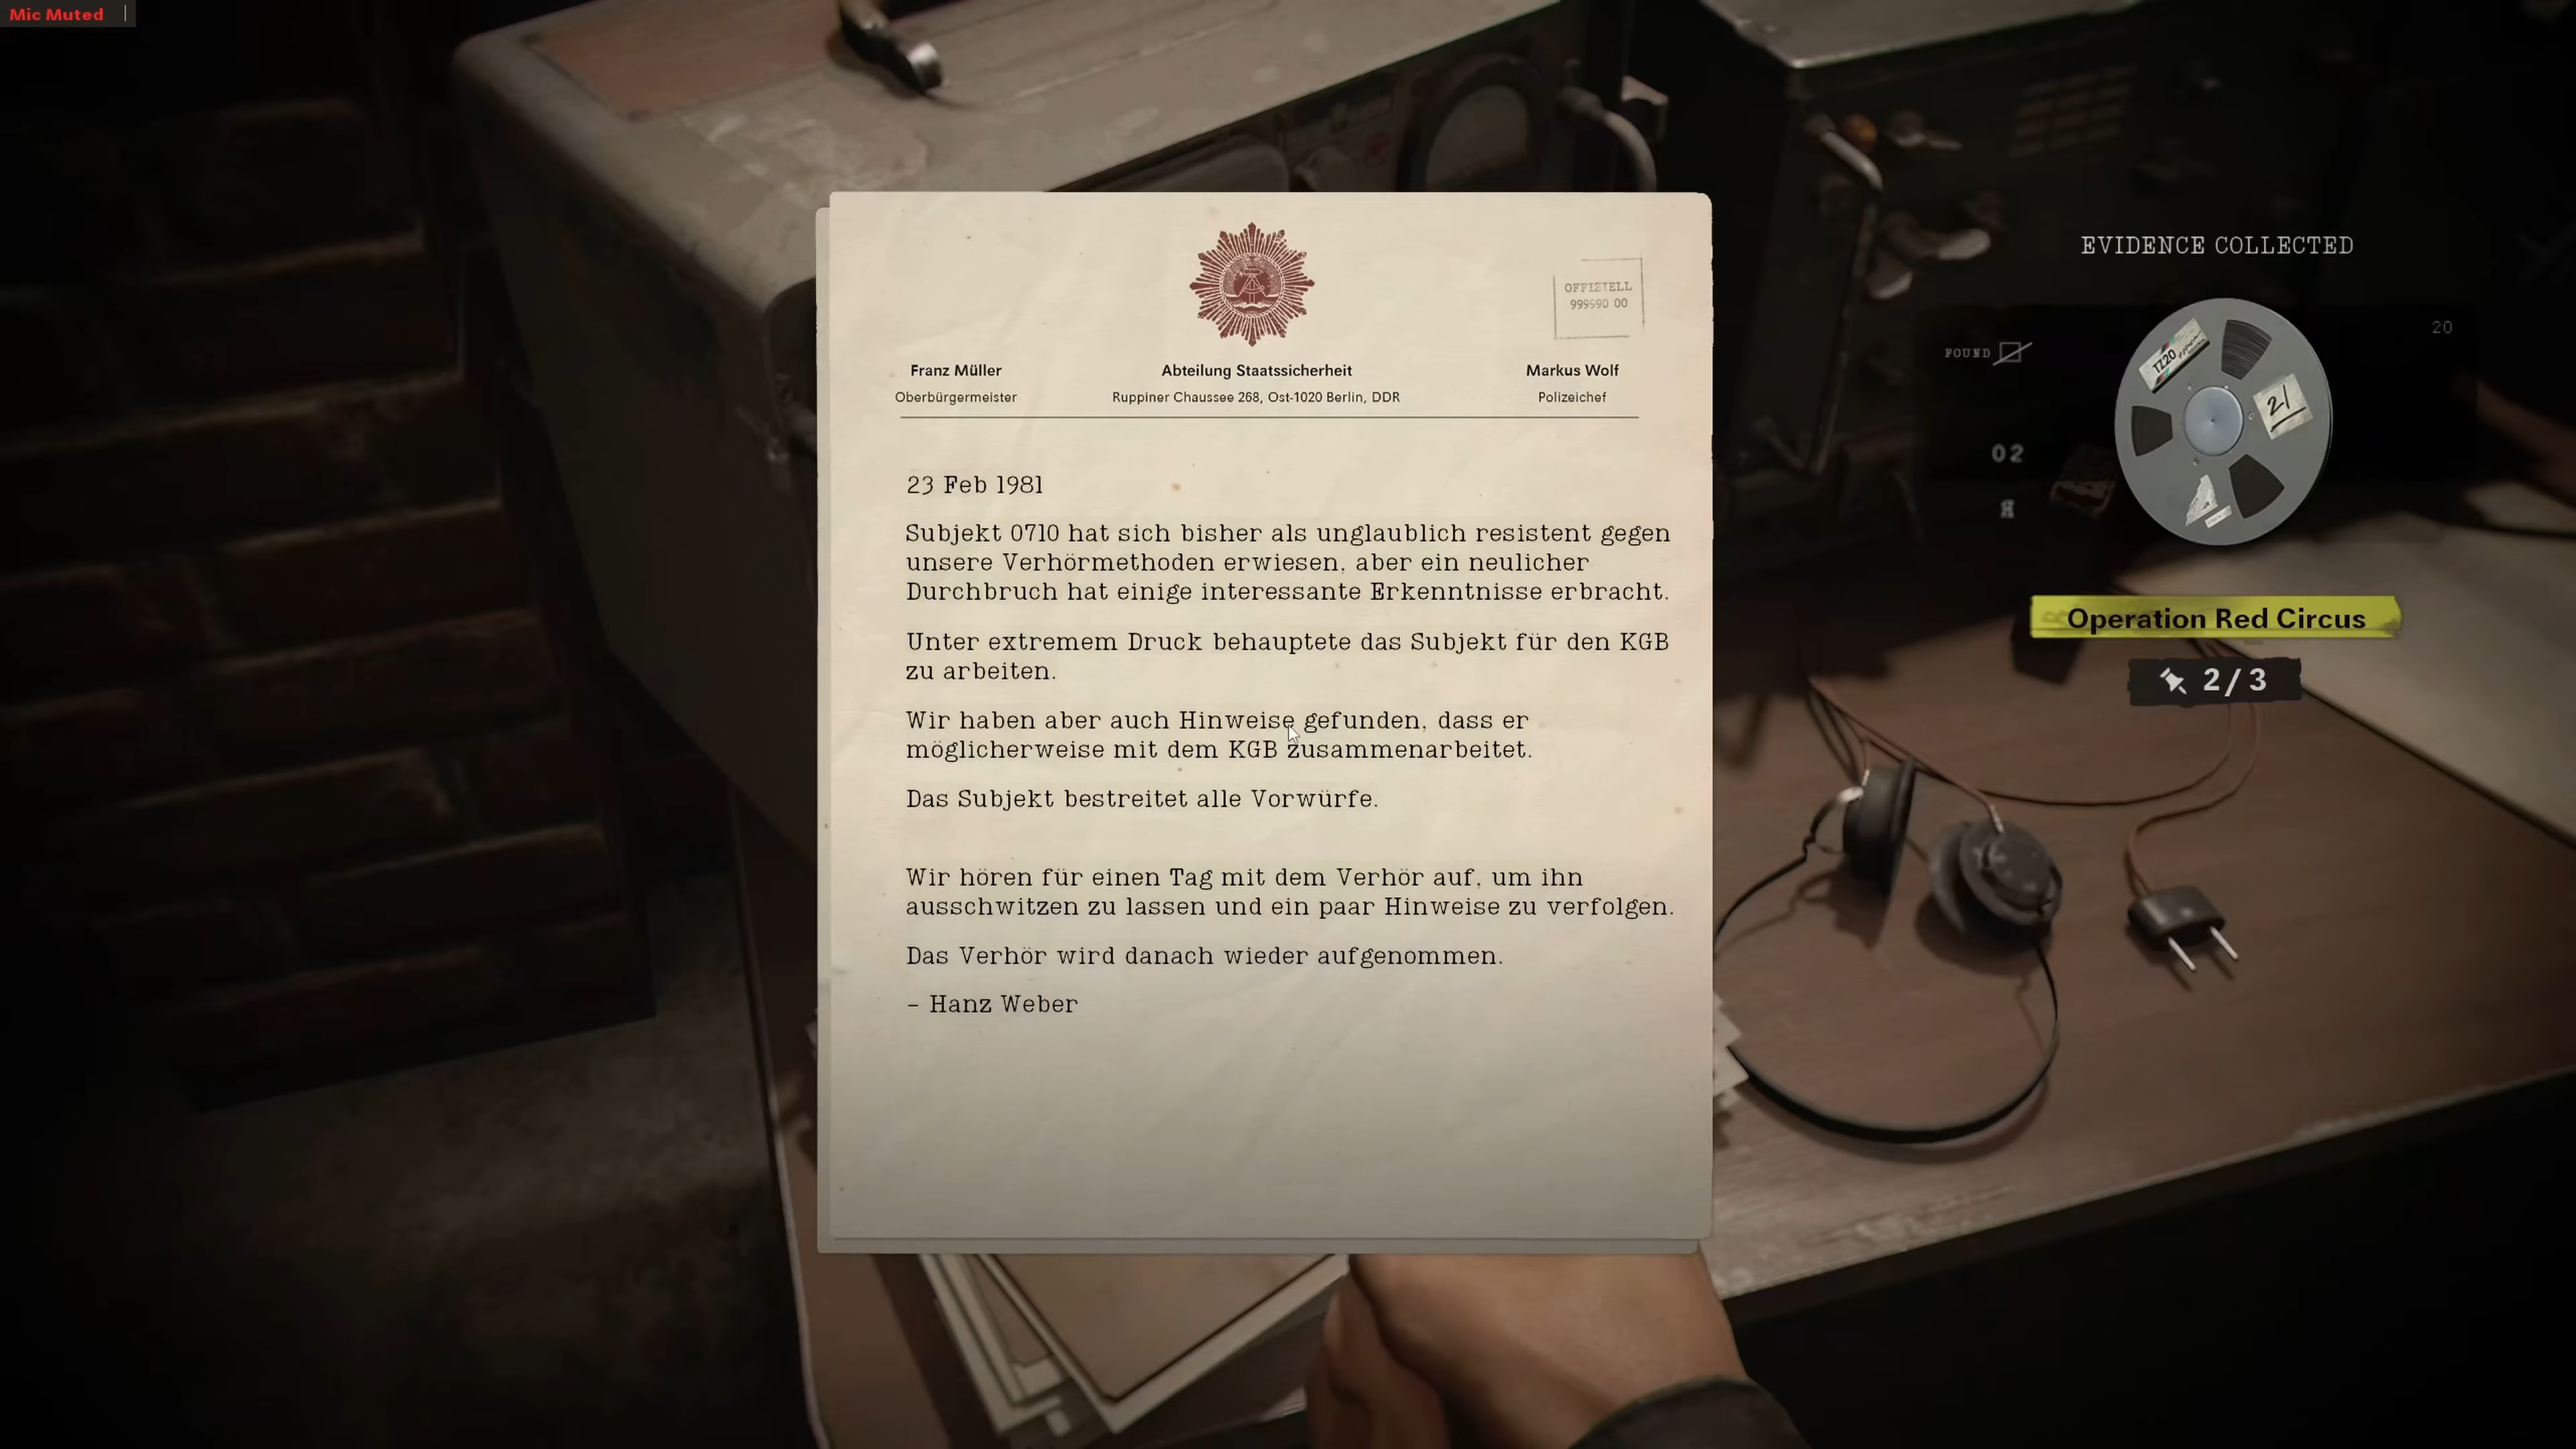 Mic Muted
OFFIZIELL
999990 00
Franz Müller
Oberbürgermeister
Abteilung Staatssicherheit
Ruppiner Chaussee 268, Ost-1020 Berlin, DDR
Markus Wolf
Polizeichef
23 Feb 1981
Subjekt 0710 hat sich bisher als unglaublich resistent gegen
unsere Verhörmethoden erwiesen, aber ein neulicher
Durchbruch hat einige interessante Erkenntnisse erbracht.
Unter extremem Druck behauptete das Subjekt für den KGB
zu arbeiten.
Wir haben aber auch Hinweise gefunden, dass er
möglicherweise mit dem KGB zusammenarbeitet.
Das Subjekt bestreitet alle Vorwürfe.
Wir hören für einen Tag mit dem Verhör auf, um ihn
ausschwitzen zu lassen und ein paar Hinweise zu verfolgen.
Das Verhör wird danach wieder aufgenommen.
– Hanz Weber
EVIDENCE COLLECTED
20
FOUND
TZ20
21
02
Я
Operation Red Circus
2/3